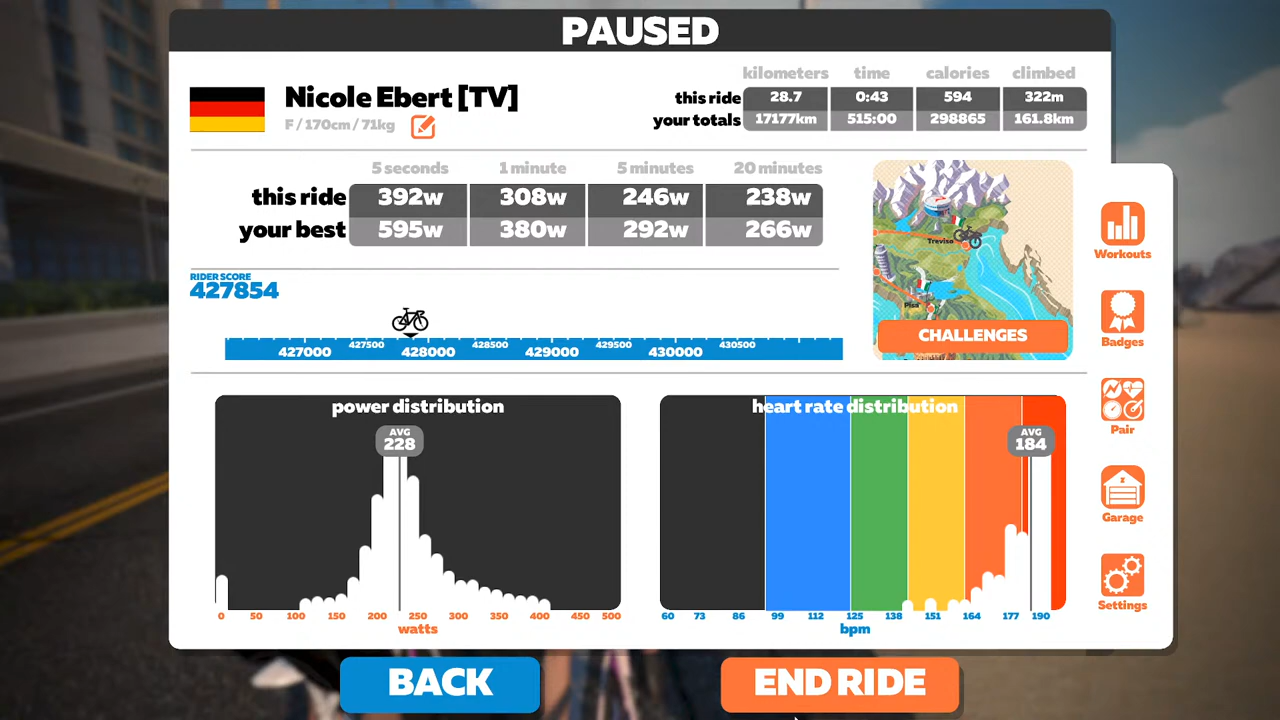 PAUSED
Nicole Ebert [TV]
F / 170cm / 71kg
kilometers time calories climbed
this ride 28.7 0:43 594 322m
your totals 17177km 515:00 298865 161.8km
5 seconds 1 minute 5 minutes 20 minutes
this ride 392w 308w 246w 238w
your best 595w 380w 292w 266w
Treviso
Pisa
CHALLENGES
RIDER SCORE
427854
427000 427500 428000 428500 429000 429500 430000 430500
power distribution
AVG
228
0 50 100 150 200 250 300 350 400 450 500
watts
heart rate distribution
AVG
184
60 73 86 99 112 125 138 151 164 177 190
bpm
Workouts
Badges
Pair
Garage
Settings
BACK
END RIDE